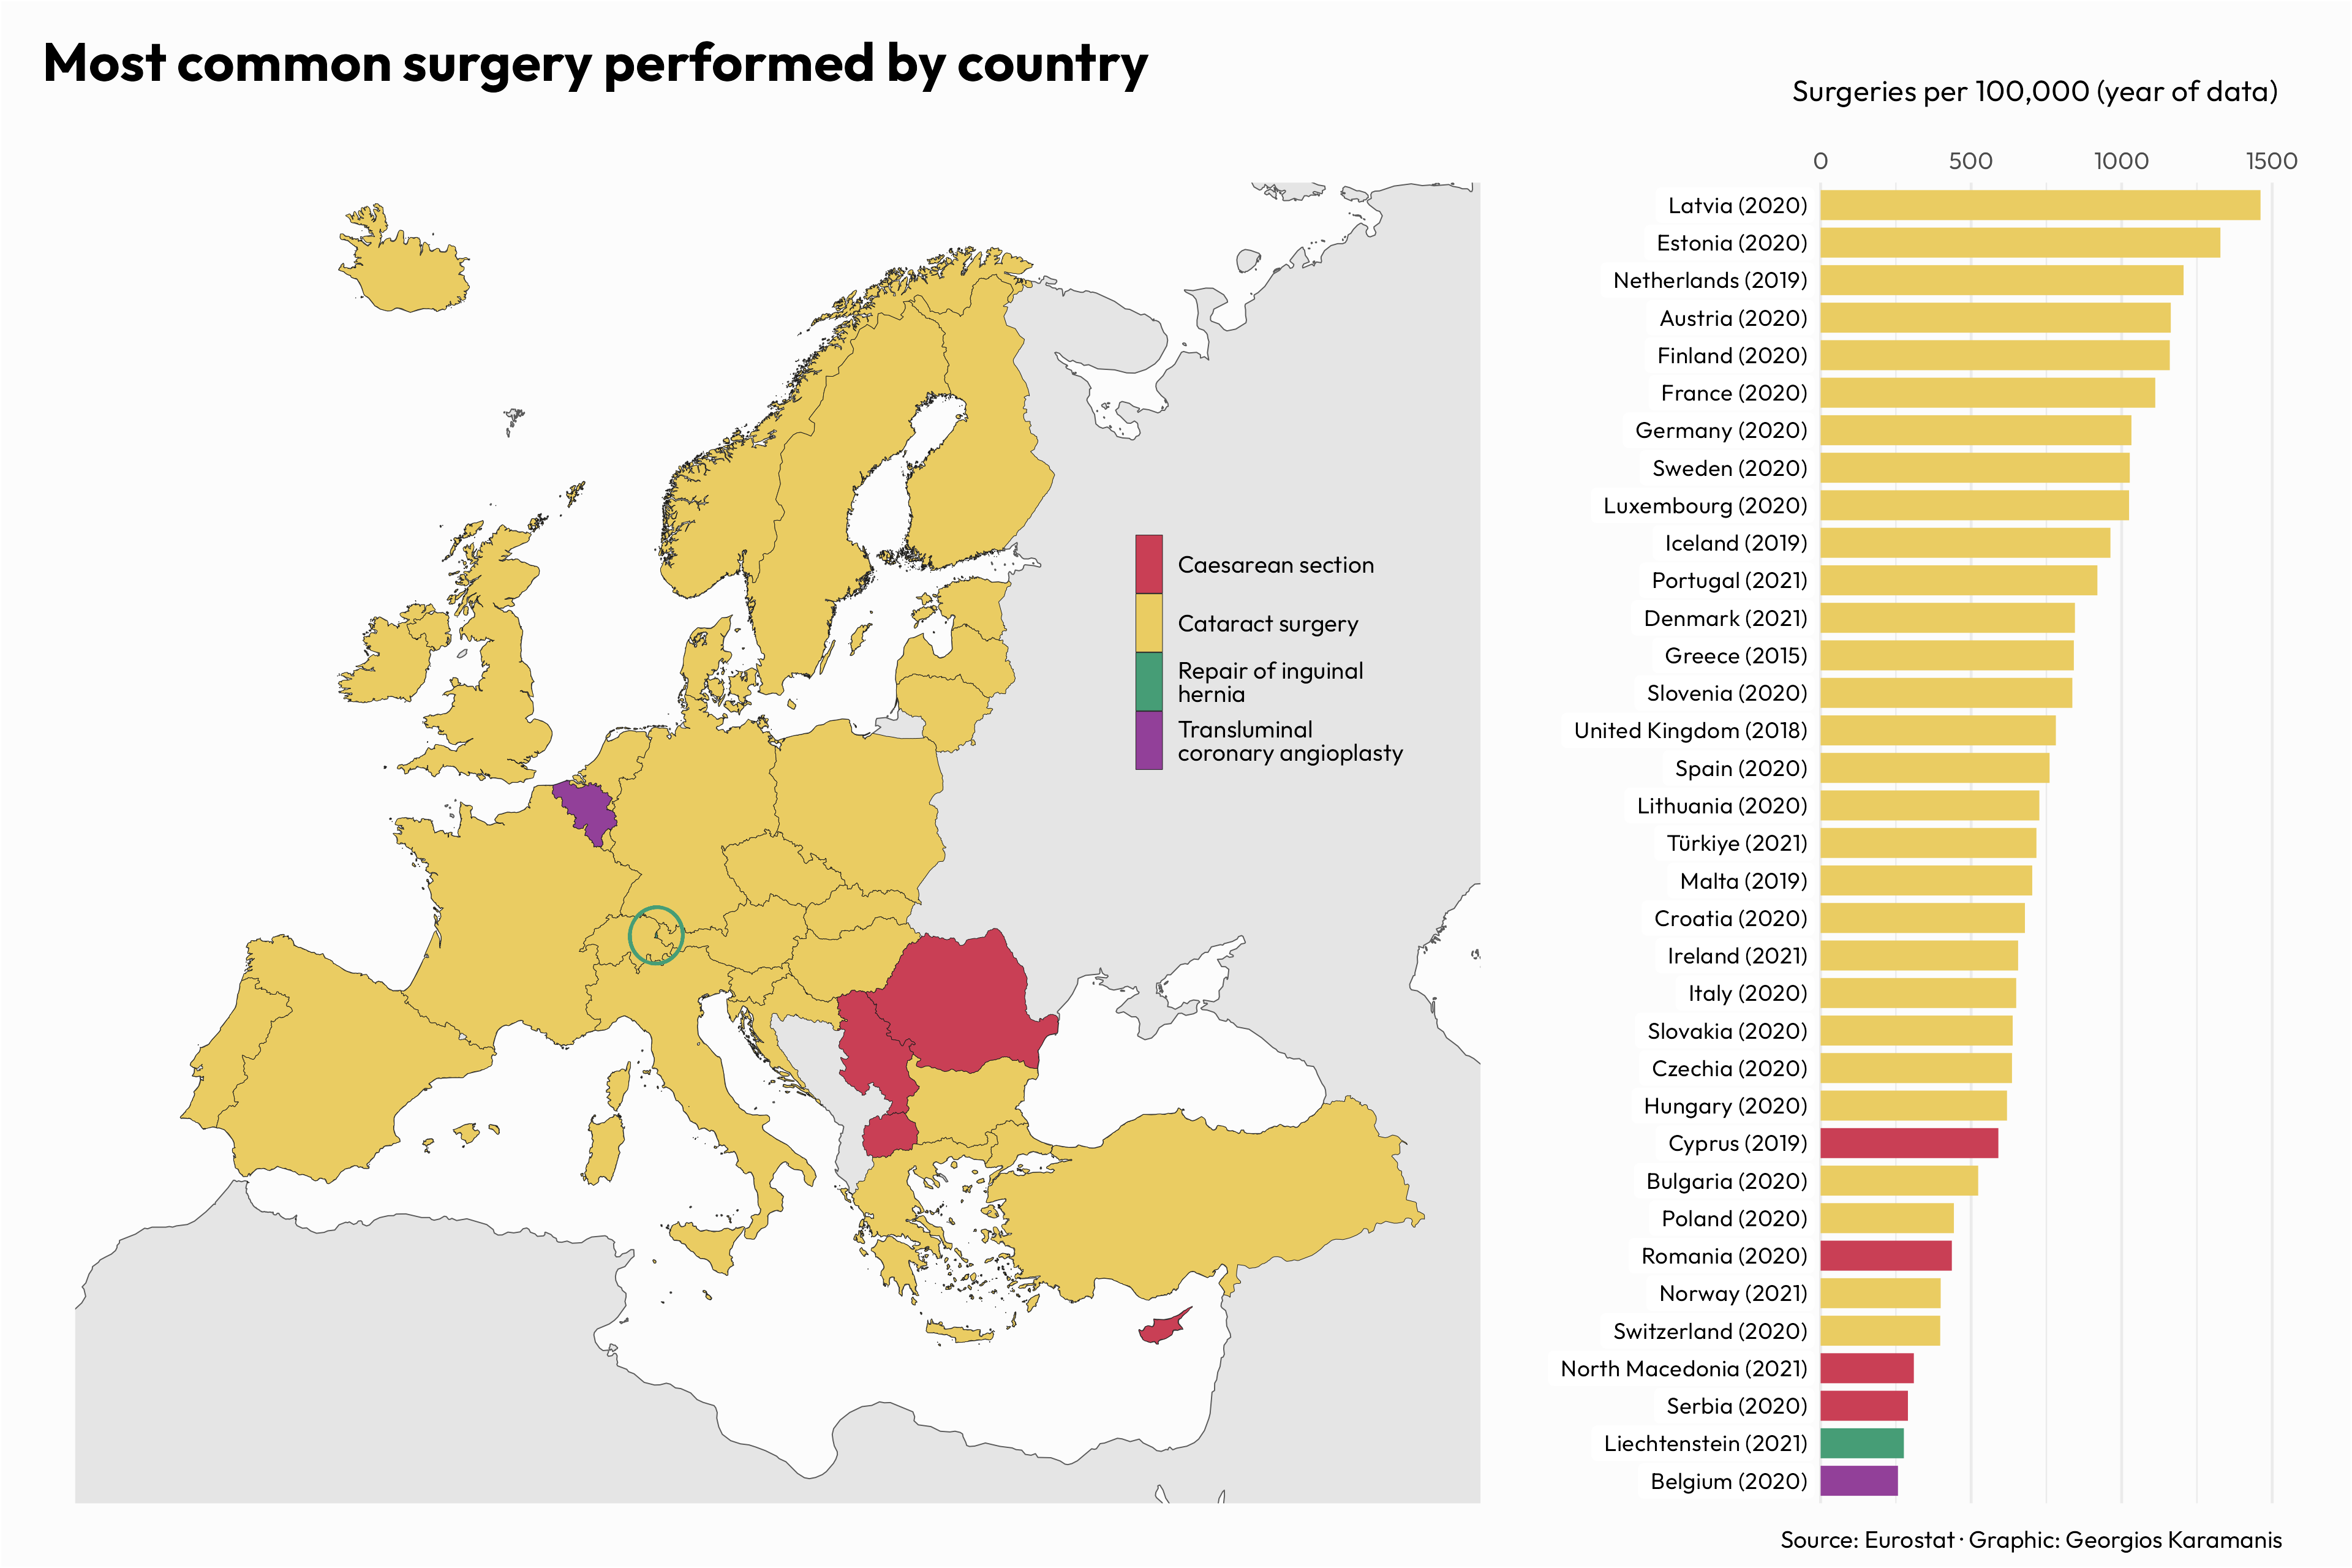 Most common surgery performed by country
Surgeries per 100,000 (year of data)
0 500 1000 1500
Latvia (2020)
Estonia (2020)
Netherlands (2019)
Austria (2020)
Finland (2020)
France (2020)
Germany (2020)
Sweden (2020)
Luxembourg (2020)
Iceland (2019)
Portugal (2021)
Denmark (2021)
Greece (2015)
Slovenia (2020)
United Kingdom (2018)
Spain (2020)
Lithuania (2020)
Türkiye (2021)
Malta (2019)
Croatia (2020)
Ireland (2021)
Italy (2020)
Slovakia (2020)
Czechia (2020)
Hungary (2020)
Cyprus (2019)
Bulgaria (2020)
Poland (2020)
Romania (2020)
Norway (2021)
Switzerland (2020)
North Macedonia (2021)
Serbia (2020)
Liechtenstein (2021)
Belgium (2020)
Caesarean section
Cataract surgery
Repair of inguinal
hernia
Transluminal
coronary angioplasty
Source: Eurostat · Graphic: Georgios Karamanis